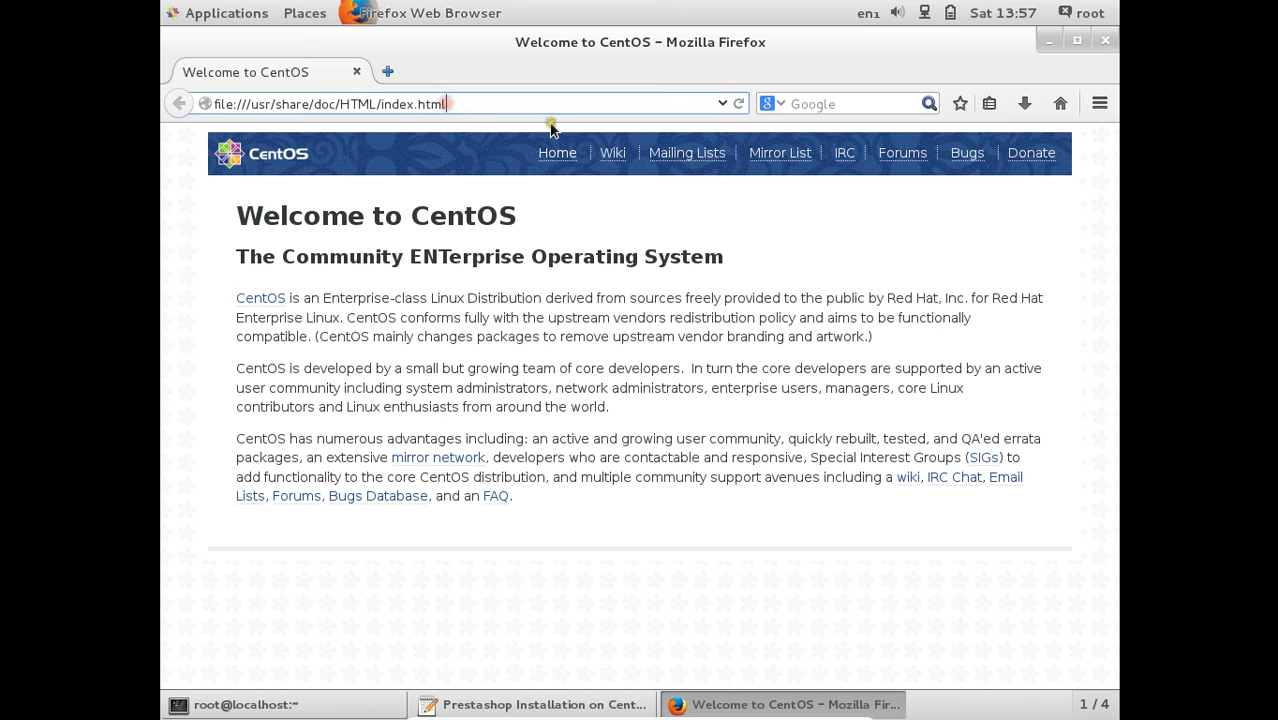 Applications Places Firefox Web Browser en1 Sat 13:57 root
Welcome to CentOS - Mozilla Firefox
Welcome to CentOS
file:///usr/share/doc/HTML/index.html Google
CentOS Home Wiki Mailing Lists Mirror List IRC Forums Bugs Donate
Welcome to CentOS
The Community ENTerprise Operating System
CentOS is an Enterprise-class Linux Distribution derived from sources freely provided to the public by Red Hat, Inc. for Red Hat
Enterprise Linux. CentOS conforms fully with the upstream vendors redistribution policy and aims to be functionally
compatible. (CentOS mainly changes packages to remove upstream vendor branding and artwork.)
CentOS is developed by a small but growing team of core developers. In turn the core developers are supported by an active
user community including system administrators, network administrators, enterprise users, managers, core Linux
contributors and Linux enthusiasts from around the world.
CentOS has numerous advantages including: an active and growing user community, quickly rebuilt, tested, and QA'ed errata
packages, an extensive mirror network, developers who are contactable and responsive, Special Interest Groups (SIGs) to
add functionality to the core CentOS distribution, and multiple community support avenues including a wiki, IRC Chat, Email
Lists, Forums, Bugs Database, and an FAQ.
root@localhost:~ Prestashop Installation on Cent... Welcome to CentOS - Mozilla Fir... 1 / 4